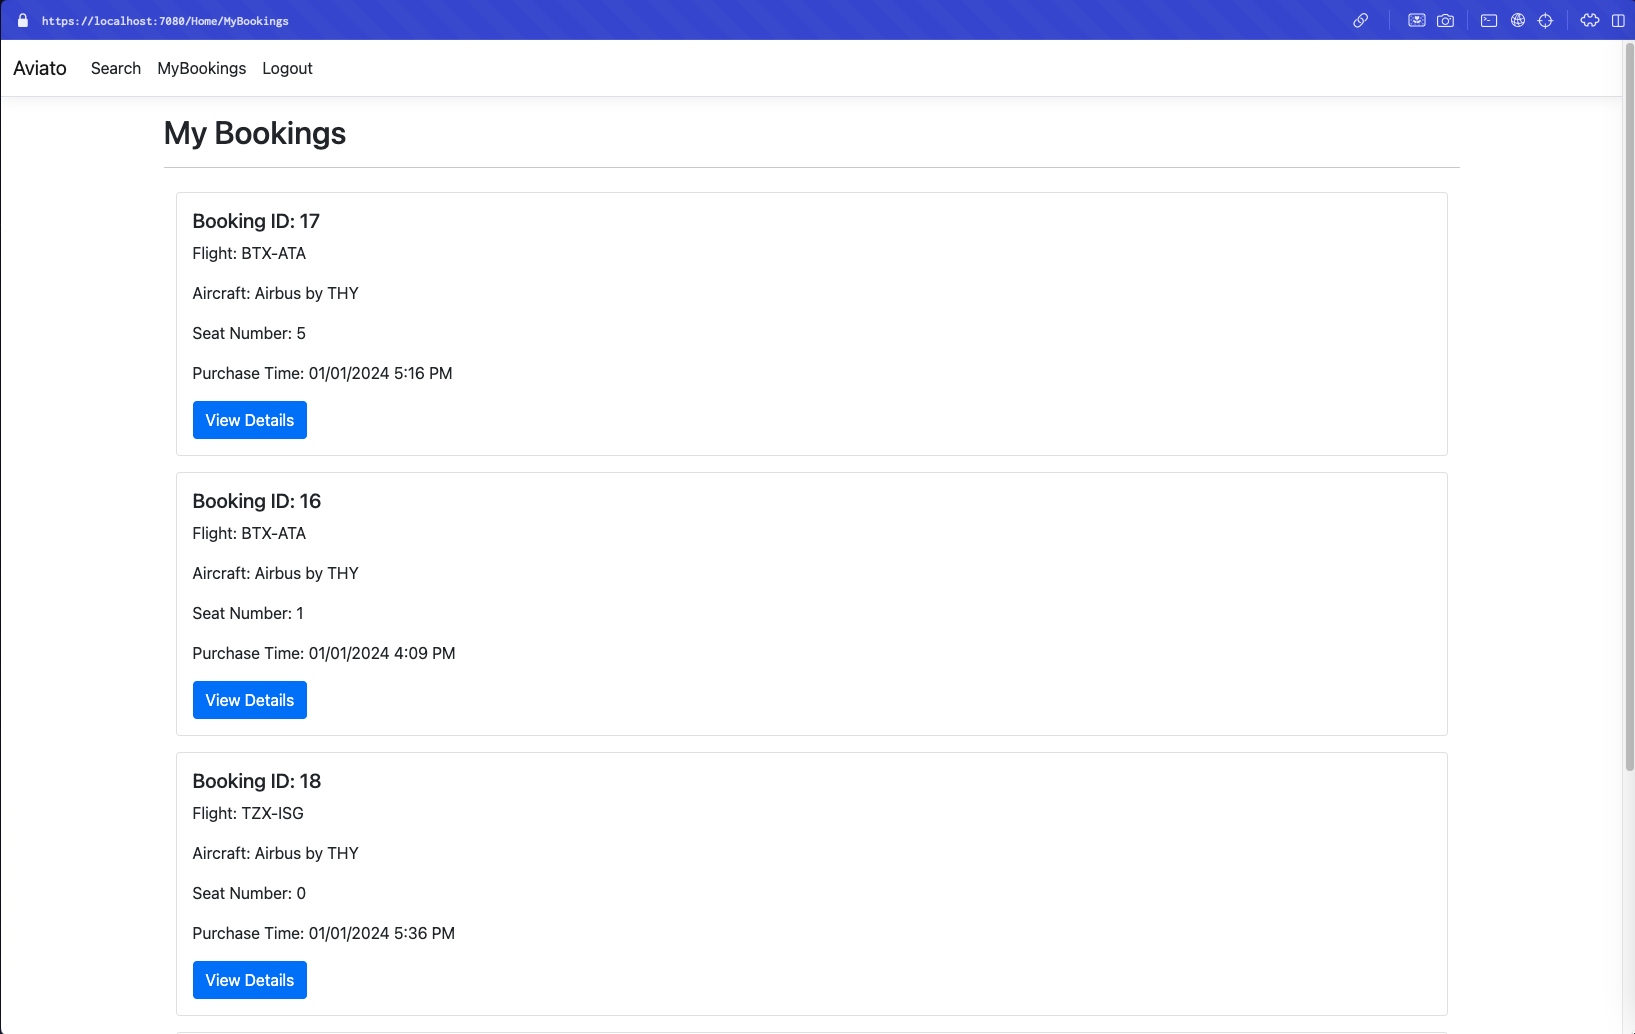 https://localhost:7080/Home/MyBookings
Aviato Search MyBookings Logout
My Bookings
Booking ID: 17
Flight: BTX-ATA
Aircraft: Airbus by THY
Seat Number: 5
Purchase Time: 01/01/2024 5:16 PM
View Details
Booking ID: 16
Flight: BTX-ATA
Aircraft: Airbus by THY
Seat Number: 1
Purchase Time: 01/01/2024 4:09 PM
View Details
Booking ID: 18
Flight: TZX-ISG
Aircraft: Airbus by THY
Seat Number: 0
Purchase Time: 01/01/2024 5:36 PM
View Details